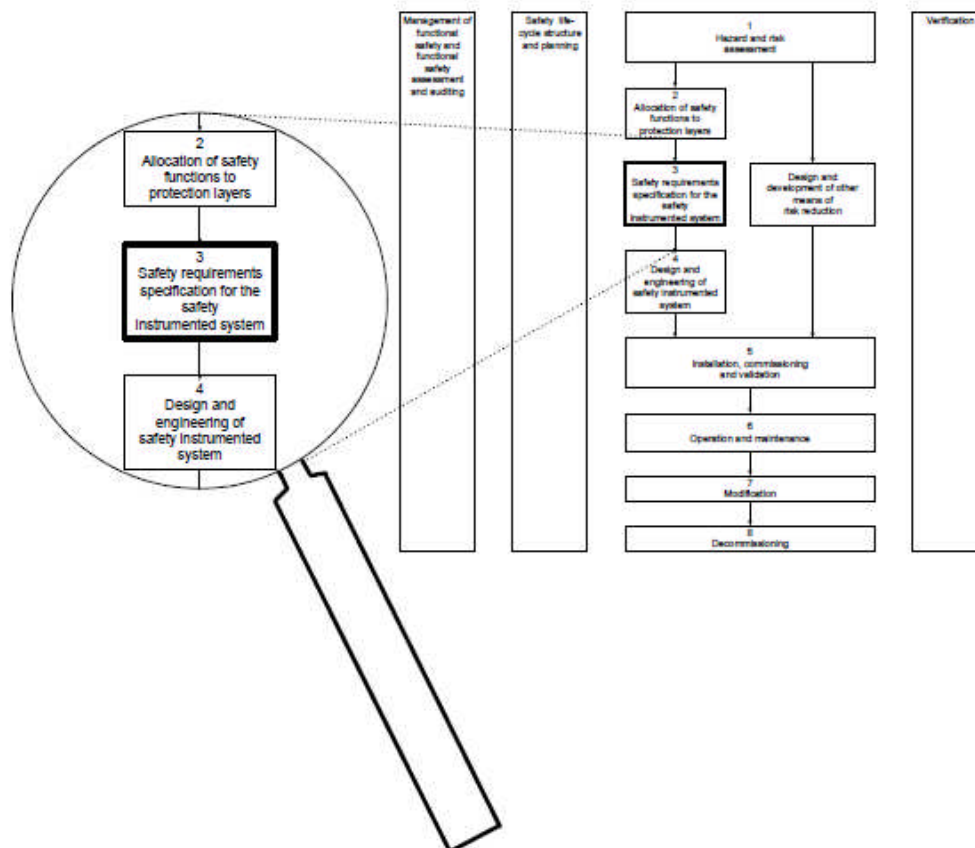 Management of
functional
safety and
functional
safety
assessment
and auditing
Safety life-
cycle structure
and planning
1
Hazard and risk
assessment
Verification
2
Allocation of safety
functions to
protection layers
3
Safety requirements
specification for the
safety
instrumented system
Design and
development of other
means of
risk reduction
4
Design and
engineering of
safety instrumented
system
5
Installation, commissioning
and validation
6
Operation and maintenance
7
Modification
8
Decommissioning
2
Allocation of safety
functions to
protection layers
3
Safety requirements
specification for the
safety
instrumented system
4
Design and
engineering of
safety instrumented
system